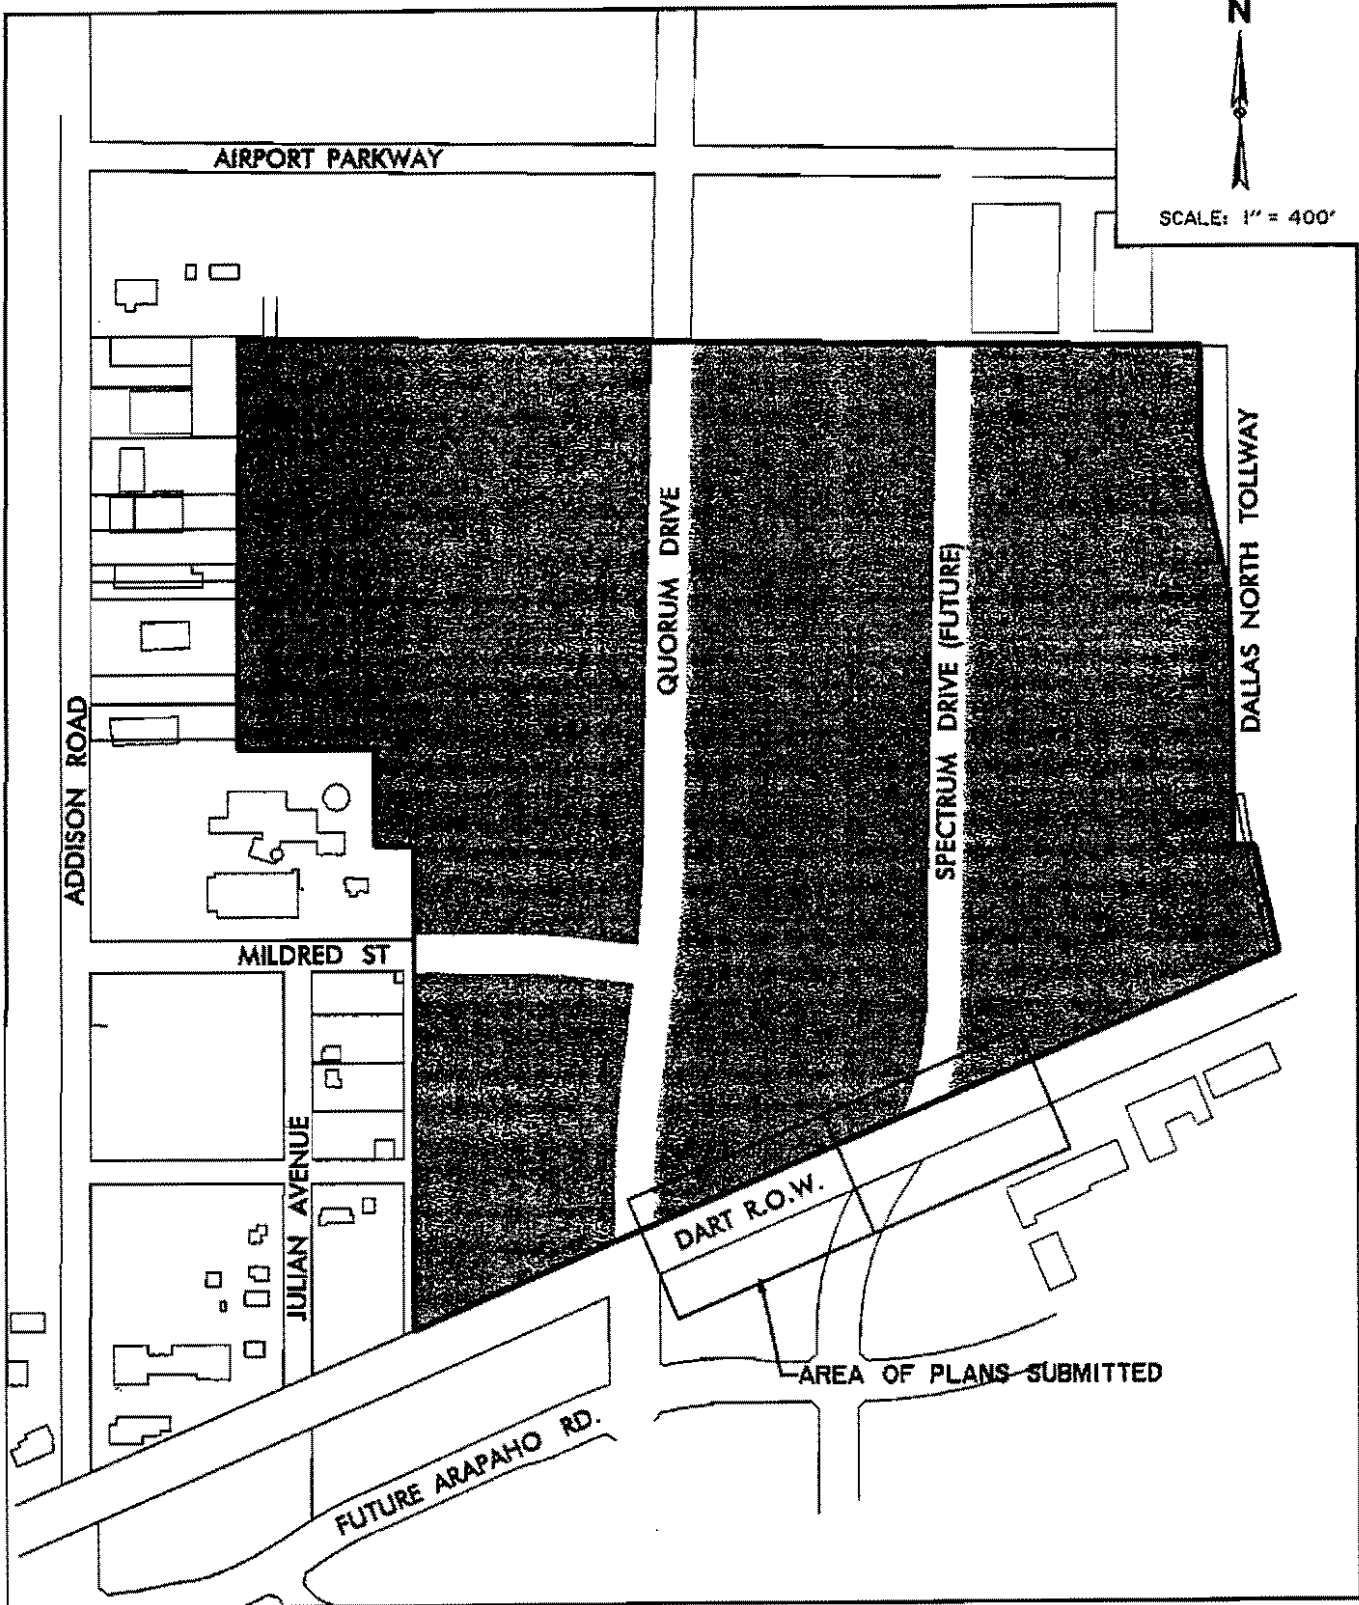 N
SCALE: 1" = 400'
AIRPORT PARKWAY
QUORUM DRIVE
SPECTRUM DRIVE (FUTURE)
DALLAS NORTH TOLLWAY
ADDISON ROAD
MILDRED ST
JULIAN AVENUE
DART R.O.W.
AREA OF PLANS SUBMITTED
FUTURE ARAPAHO RD.